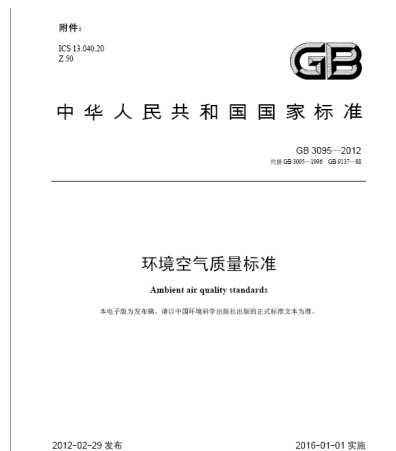 附件：
ICS 13.040.20
Z 50
GB
中华人民共和国国家标准
GB 3095—2012
代替 GB 3095—1996 GB 9137—88
环境空气质量标准
Ambient air quality standards
本电子版为发布稿。请以中国环境科学出版社出版的正式标准文本为准。
2012-02-29 发布
2016-01-01 实施